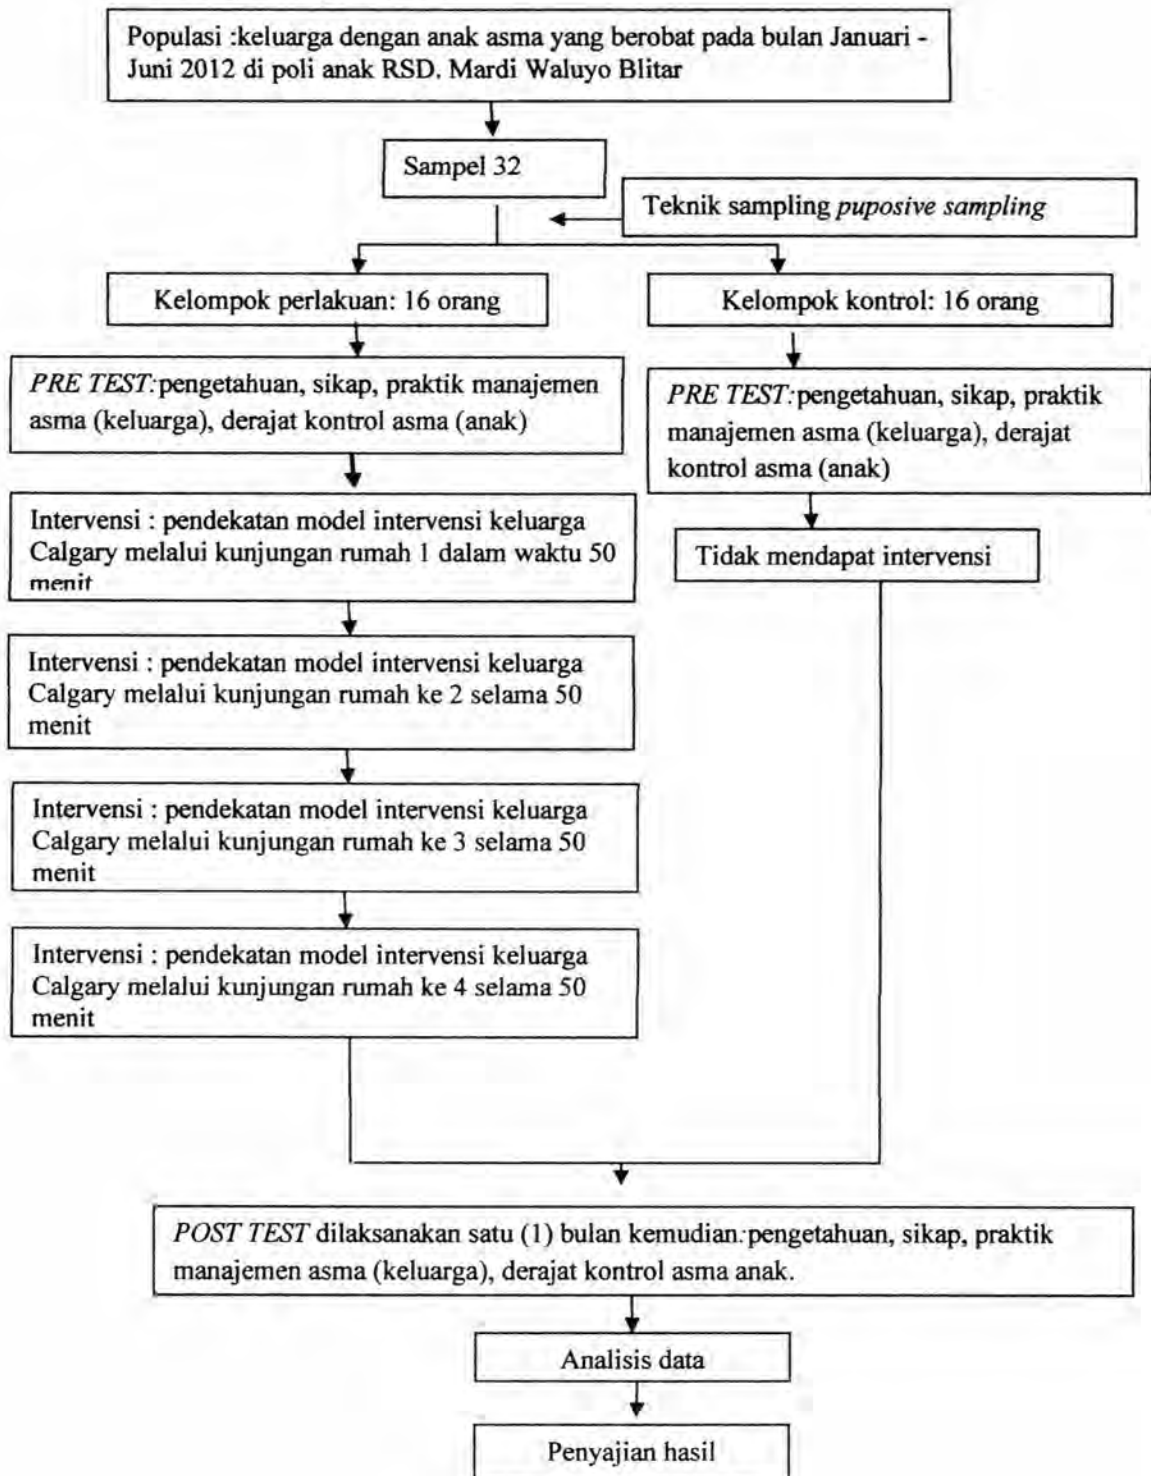 Populasi :keluarga dengan anak asma yang berobat pada bulan Januari -
Juni 2012 di poli anak RSD. Mardi Waluyo Blitar
Sampel 32
Teknik sampling puposive sampling
Kelompok perlakuan: 16 orang
Kelompok kontrol: 16 orang
PRE TEST:pengetahuan, sikap, praktik manajemen
asma (keluarga), derajat kontrol asma (anak)
PRE TEST:pengetahuan, sikap, praktik
manajemen asma (keluarga), derajat
kontrol asma (anak)
Intervensi : pendekatan model intervensi keluarga
Calgary melalui kunjungan rumah 1 dalam waktu 50
menit
Tidak mendapat intervensi
Intervensi : pendekatan model intervensi keluarga
Calgary melalui kunjungan rumah ke 2 selama 50
menit
Intervensi : pendekatan model intervensi keluarga
Calgary melalui kunjungan rumah ke 3 selama 50
menit
Intervensi : pendekatan model intervensi keluarga
Calgary melalui kunjungan rumah ke 4 selama 50
menit
POST TEST dilaksanakan satu (1) bulan kemudian:pengetahuan, sikap, praktik
manajemen asma (keluarga), derajat kontrol asma anak.
Analisis data
Penyajian hasil